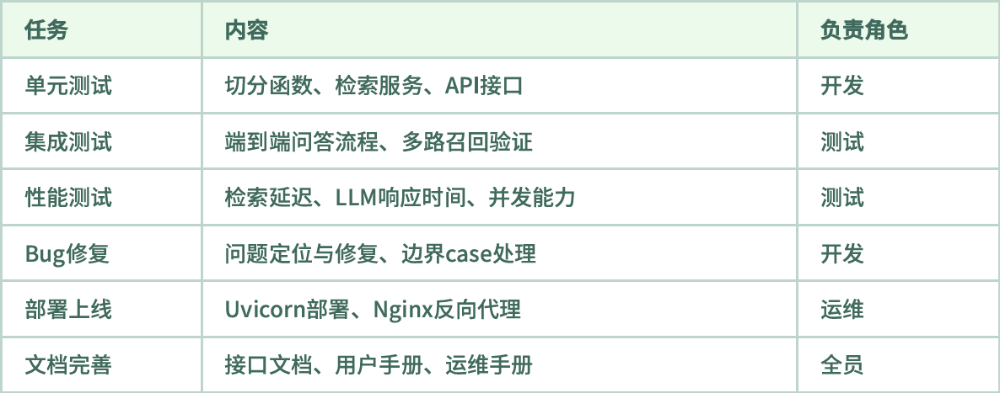 任务 内容 负责角色
单元测试 切分函数、检索服务、API接口 开发
集成测试 端到端问答流程、多路召回验证 测试
性能测试 检索延迟、LLM响应时间、并发能力 测试
Bug修复 问题定位与修复、边界case处理 开发
部署上线 Uvicorn部署、Nginx反向代理 运维
文档完善 接口文档、用户手册、运维手册 全员